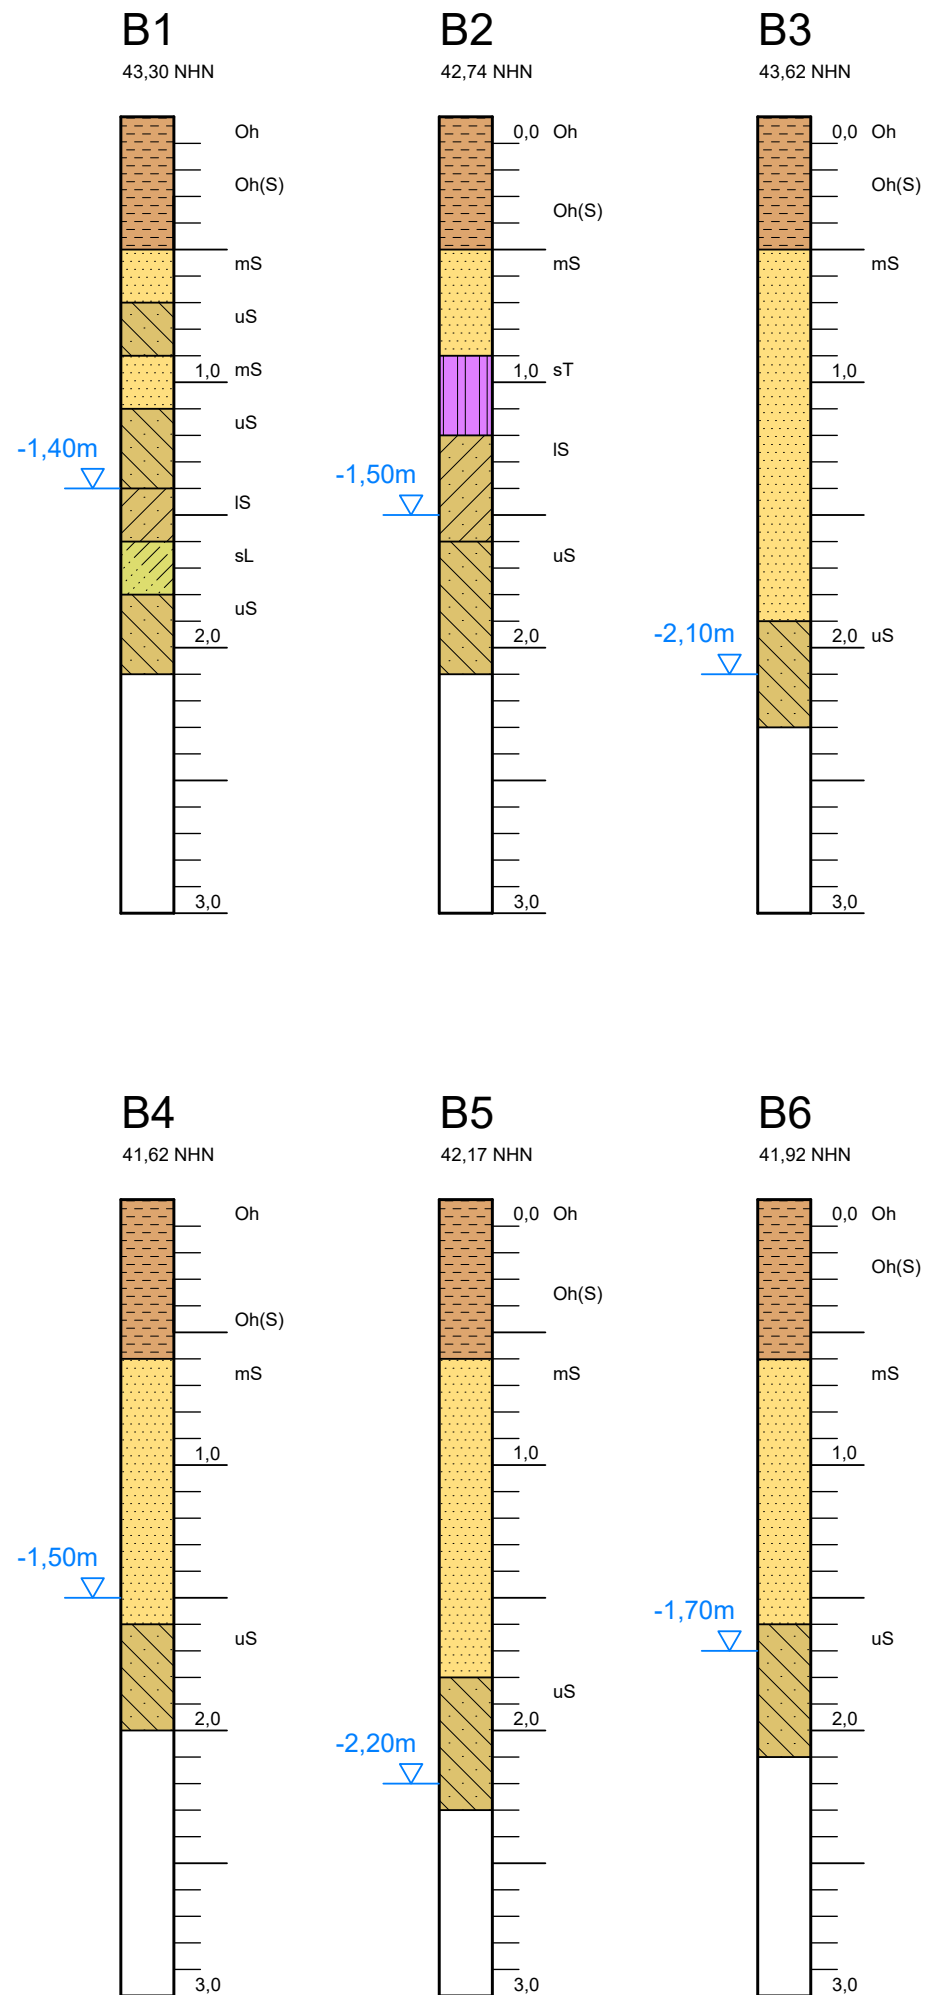 B1
43,30 NHN
Oh
Oh(S)
mS
uS
1,0 mS
uS
-1,40m
lS
sL
uS
2,0
3,0
B2
42,74 NHN
0,0 Oh
Oh(S)
mS
1,0 sT
lS
-1,50m
uS
2,0
3,0
B3
43,62 NHN
0,0 Oh
Oh(S)
mS
1,0
-2,10m
2,0 uS
3,0
B4
41,62 NHN
Oh
Oh(S)
mS
1,0
-1,50m
uS
2,0
3,0
B5
42,17 NHN
0,0 Oh
Oh(S)
mS
1,0
uS
2,0
-2,20m
3,0
B6
41,92 NHN
0,0 Oh
Oh(S)
mS
1,0
-1,70m
uS
2,0
3,0